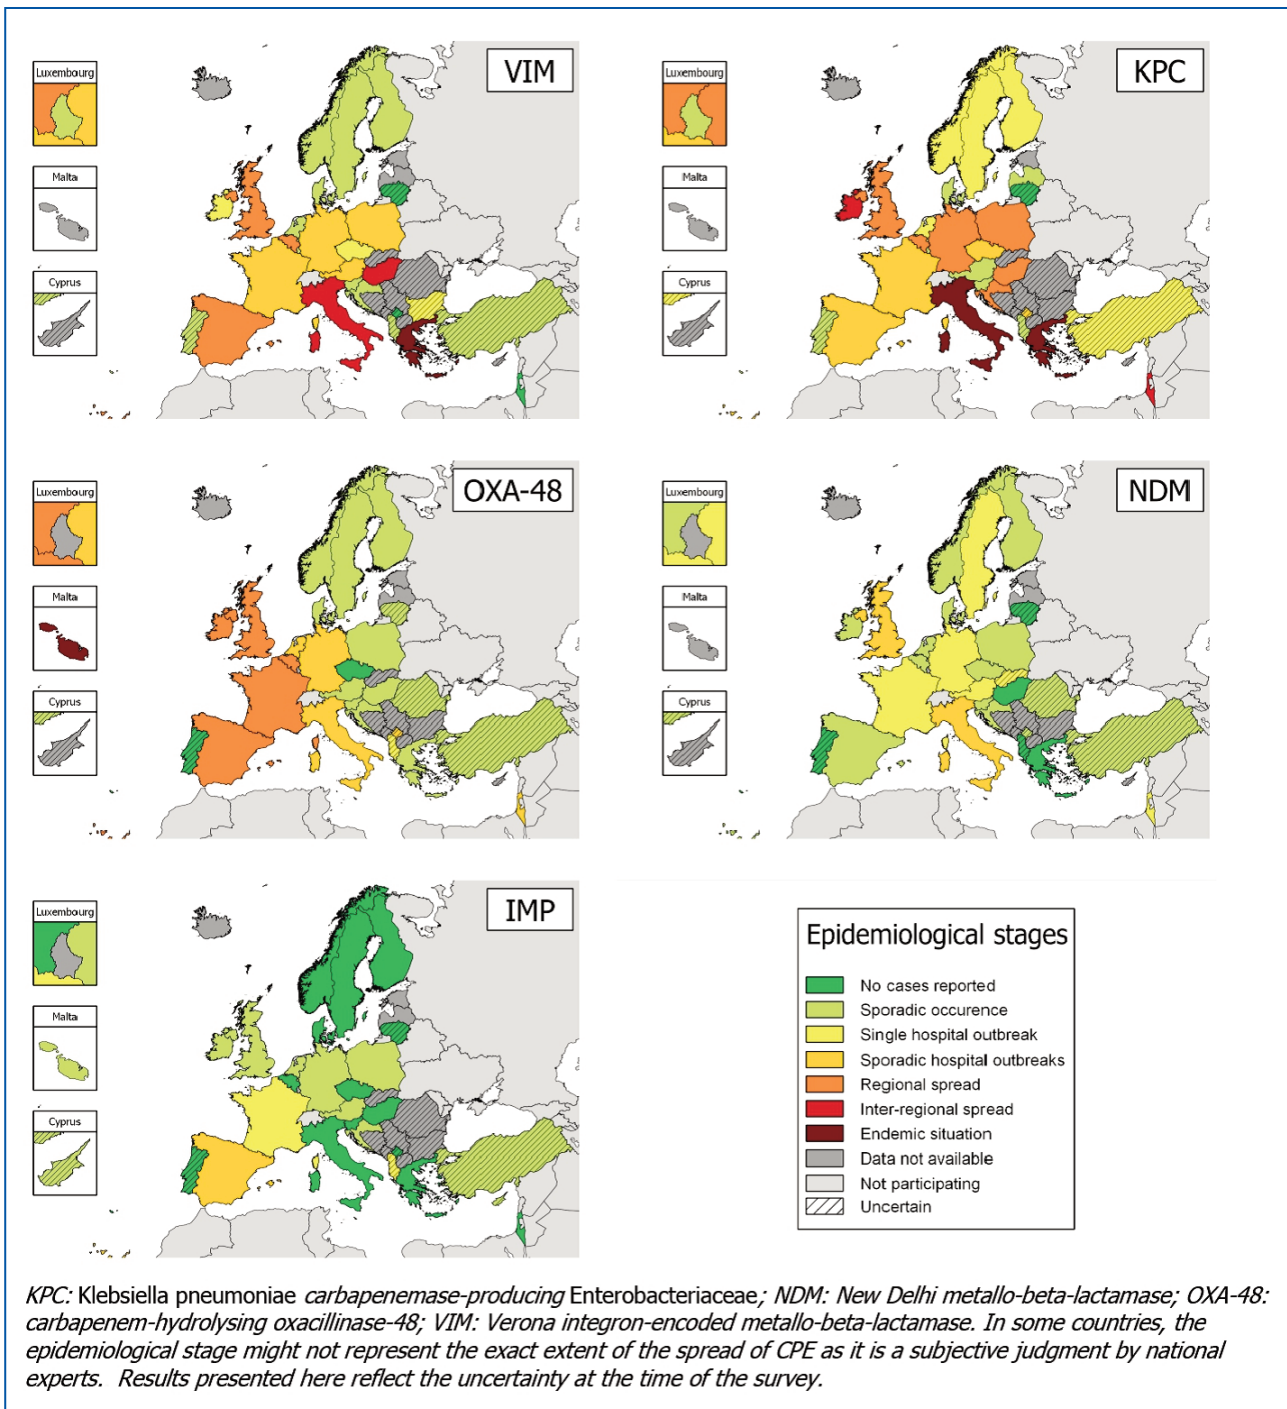 VIM
Luxembourg
Malta
Cyprus
KPC
Luxembourg
Malta
Cyprus
OXA-48
Luxembourg
Malta
Cyprus
NDM
Luxembourg
Malta
Cyprus
IMP
Luxembourg
Malta
Cyprus
Epidemiological stages
No cases reported
Sporadic occurence
Single hospital outbreak
Sporadic hospital outbreaks
Regional spread
Inter-regional spread
Endemic situation
Data not available
Not participating
Uncertain
KPC: Klebsiella pneumoniae carbapenemase-producing Enterobacteriaceae; NDM: New Delhi metallo-beta-lactamase; OXA-48:
carbapenem-hydrolysing oxacillinase-48; VIM: Verona integron-encoded metallo-beta-lactamase. In some countries, the
epidemiological stage might not represent the exact extent of the spread of CPE as it is a subjective judgment by national
experts. Results presented here reflect the uncertainty at the time of the survey.